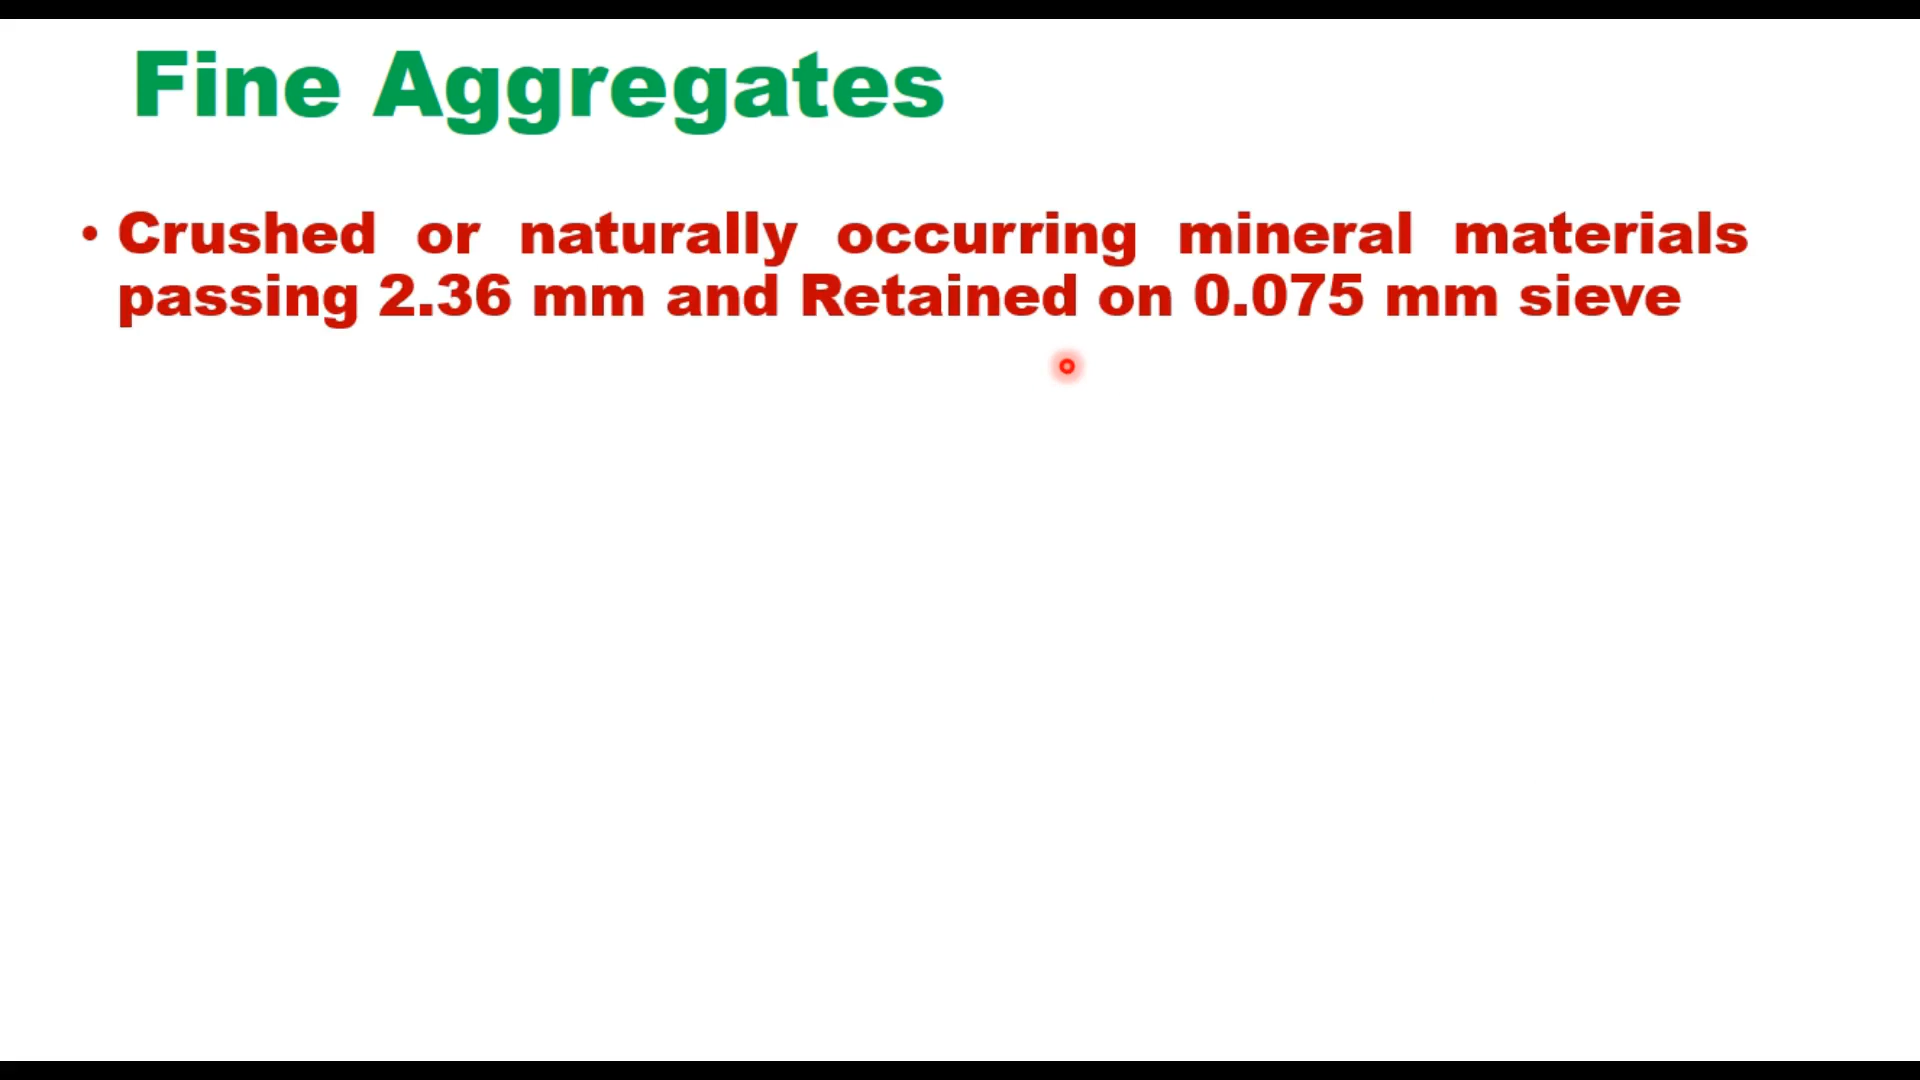 Fine Aggregates
• Crushed or naturally occurring mineral materials
passing 2.36 mm and Retained on 0.075 mm sieve